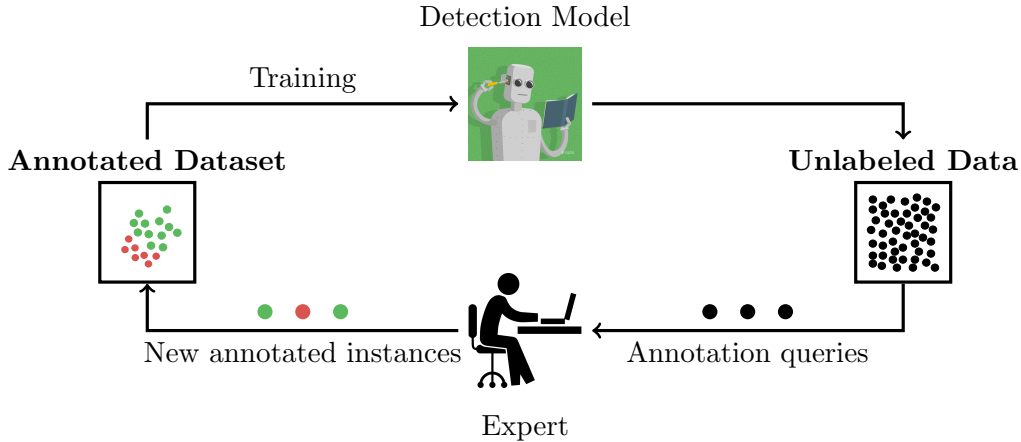 Detection Model
Training
Annotated Dataset
Unlabeled Data
New annotated instances
Annotation queries
Expert